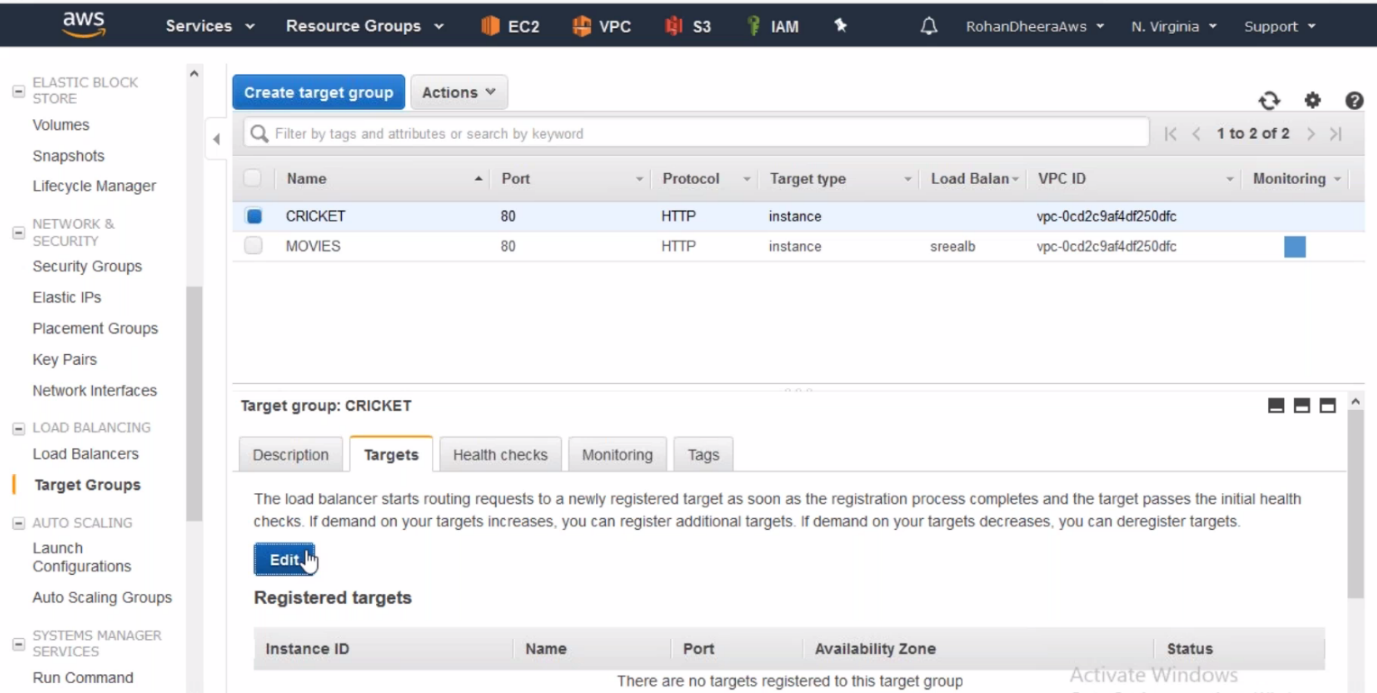 aws Services Resource Groups EC2 VPC S3 IAM RohanDheeraAws N. Virginia Support
ELASTIC BLOCK
STORE
Volumes
Snapshots
Lifecycle Manager
NETWORK &
SECURITY
Security Groups
Elastic IPs
Placement Groups
Key Pairs
Network Interfaces
LOAD BALANCING
Load Balancers
Target Groups
AUTO SCALING
Launch
Configurations
Auto Scaling Groups
SYSTEMS MANAGER
SERVICES
Run Command
Create target group Actions
Filter by tags and attributes or search by keyword 1 to 2 of 2
Name Port Protocol Target type Load Balan VPC ID Monitoring
CRICKET 80 HTTP instance vpc-0cd2c9af4df250dfc
MOVIES 80 HTTP instance sreealb vpc-0cd2c9af4df250dfc
Target group: CRICKET
Description Targets Health checks Monitoring Tags
The load balancer starts routing requests to a newly registered target as soon as the registration process completes and the target passes the initial health
checks. If demand on your targets increases, you can register additional targets. If demand on your targets decreases, you can deregister targets.
Edit
Registered targets
Instance ID Name Port Availability Zone Status
There are no targets registered to this target group
Activate Windows